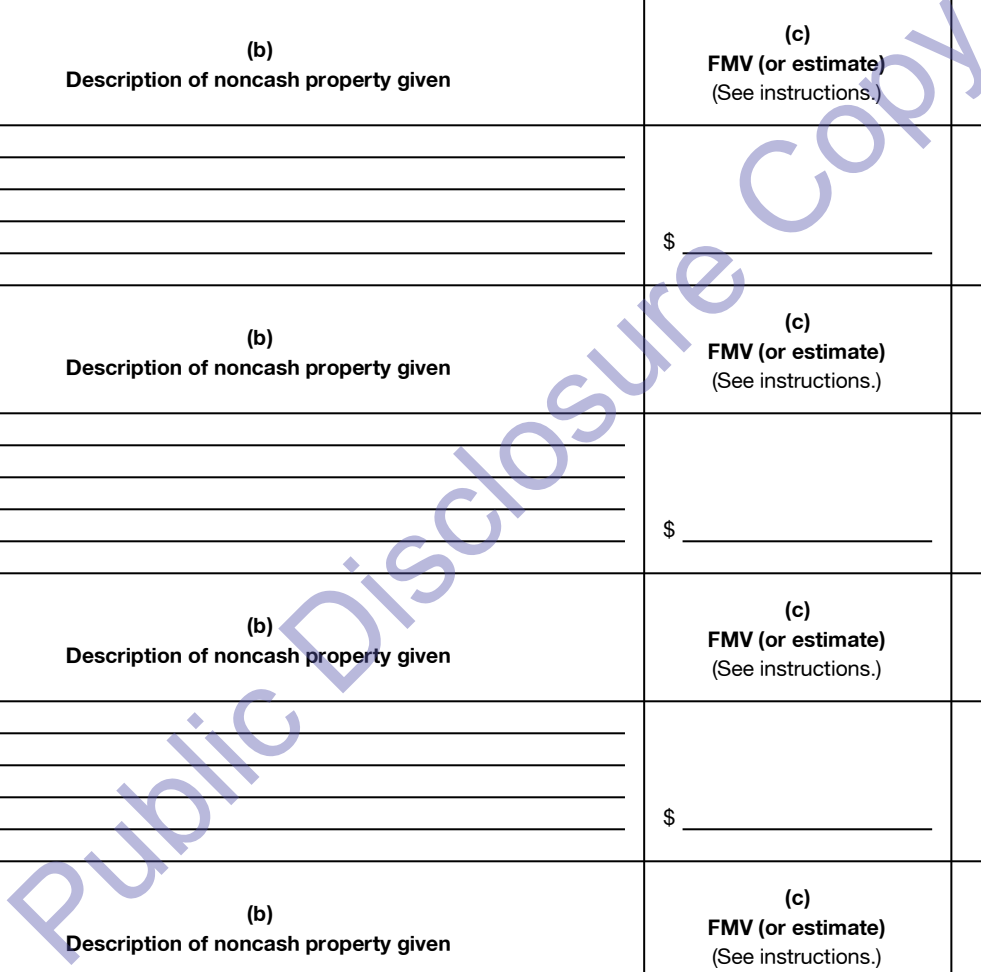 (b)
Description of noncash property given
(c)
FMV (or estimate)
(See instructions.)
$
(b)
Description of noncash property given
(c)
FMV (or estimate)
(See instructions.)
$
(b)
Description of noncash property given
(c)
FMV (or estimate)
(See instructions.)
$
(b)
Description of noncash property given
(c)
FMV (or estimate)
(See instructions.)
Public Disclosure Copy